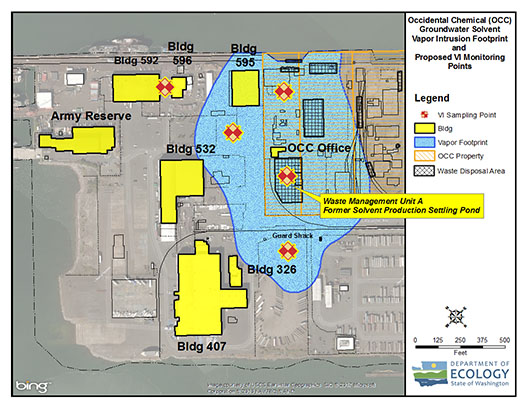 Occidental Chemical (OCC)
Groundwater Solvent
Vapor Intrusion Footprint
and
Proposed VI Monitoring
Points
Legend
VI Sampling Point
Bldg
Vapor Footprint
OCC Property
Waste Disposal Area
Bldg 592
Bldg
596
Bldg
595
Army Reserve
Bldg 532
OCC Office
Waste Management Unit A
Former Solvent Production Settling Pond
Guard Shack
Bldg 326
Bldg 407
0 125 250 375 500
Feet
DEPARTMENT OF
ECOLOGY
State of Washington
bing